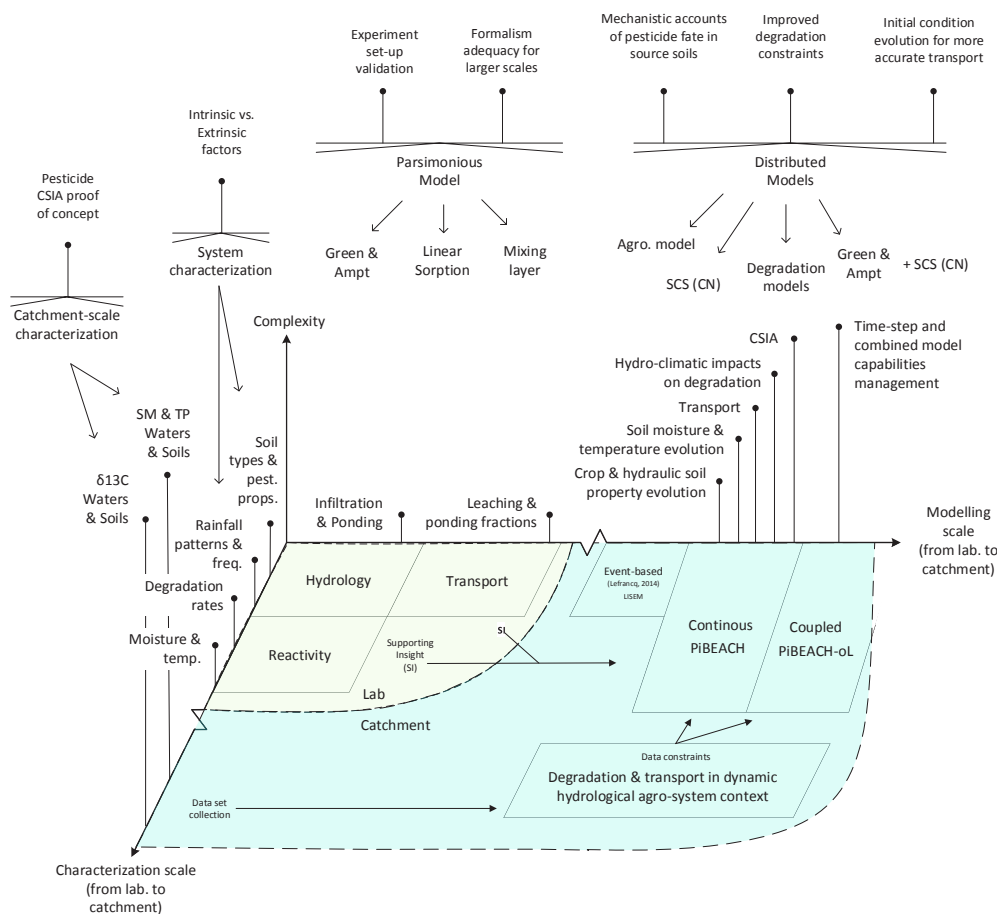 Experiment
set-up
validation
Formalism
adequacy for
larger scales
Mechanistic accounts
of pesticide fate in
source soils
Improved
degradation
constraints
Initial condition
evolution for more
accurate transport
Intrinsic vs.
Extrinsic
factors
Parsimonious
Model
Distributed
Models
Pesticide
CSIA proof
of concept
System
characterization
Green &
Ampt
Linear
Sorption
Mixing
layer
Agro. model
SCS (CN)
Degradation
models
Green &
Ampt
+ SCS (CN)
Catchment-scale
characterization
Complexity
CSIA
Time-step and
combined model
capabilities
management
Hydro-climatic impacts
on degradation
Transport
Soil moisture &
temperature evolution
Crop & hydraulic soil
property evolution
SM & TP
Waters
& Soils
δ13C
Waters
& Soils
Soil
types &
pest.
props.
Infiltration
& Ponding
Leaching &
ponding fractions
Rainfall
patterns &
freq.
Degradation
rates
Moisture &
temp.
Modelling
scale
(from lab. to
catchment)
Hydrology
Transport
Event-based
(Lefrancq, 2014)
LISEM
Reactivity
Supporting
Insight
(SI)
SI
Continous
PiBEACH
Coupled
PiBEACH-oL
Lab
Catchment
Data constraints
Degradation & transport in dynamic
hydrological agro-system context
Data set
collection
Characterization scale
(from lab. to
catchment)